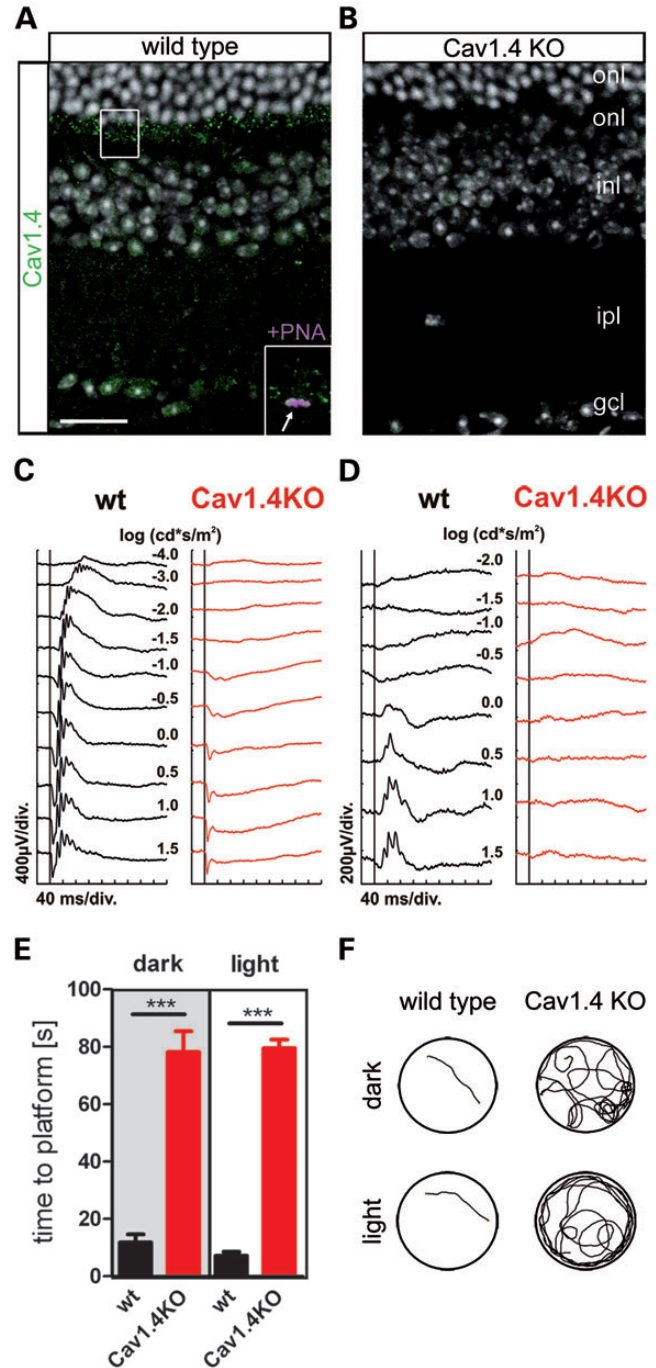 A
B
wild type
Cav1.4 KO
Cav1.4
onl
onl
inl
ipl
gcl
+PNA
C
D
wt
Cav1.4KO
log (cd*s/m²)
-4.0
-3.0
-2.0
-1.5
-1.0
-0.5
0.0
0.5
1.0
1.5
400µV/div.
40 ms/div.
wt
Cav1.4KO
log (cd*s/m²)
-2.0
-1.5
-1.0
-0.5
0.0
0.5
1.0
1.5
200µV/div.
40 ms/div.
E
dark
light
time to platform [s]
100
80
60
40
20
0
***
***
wt
Cav1.4KO
wt
Cav1.4KO
F
wild type
Cav1.4 KO
dark
light